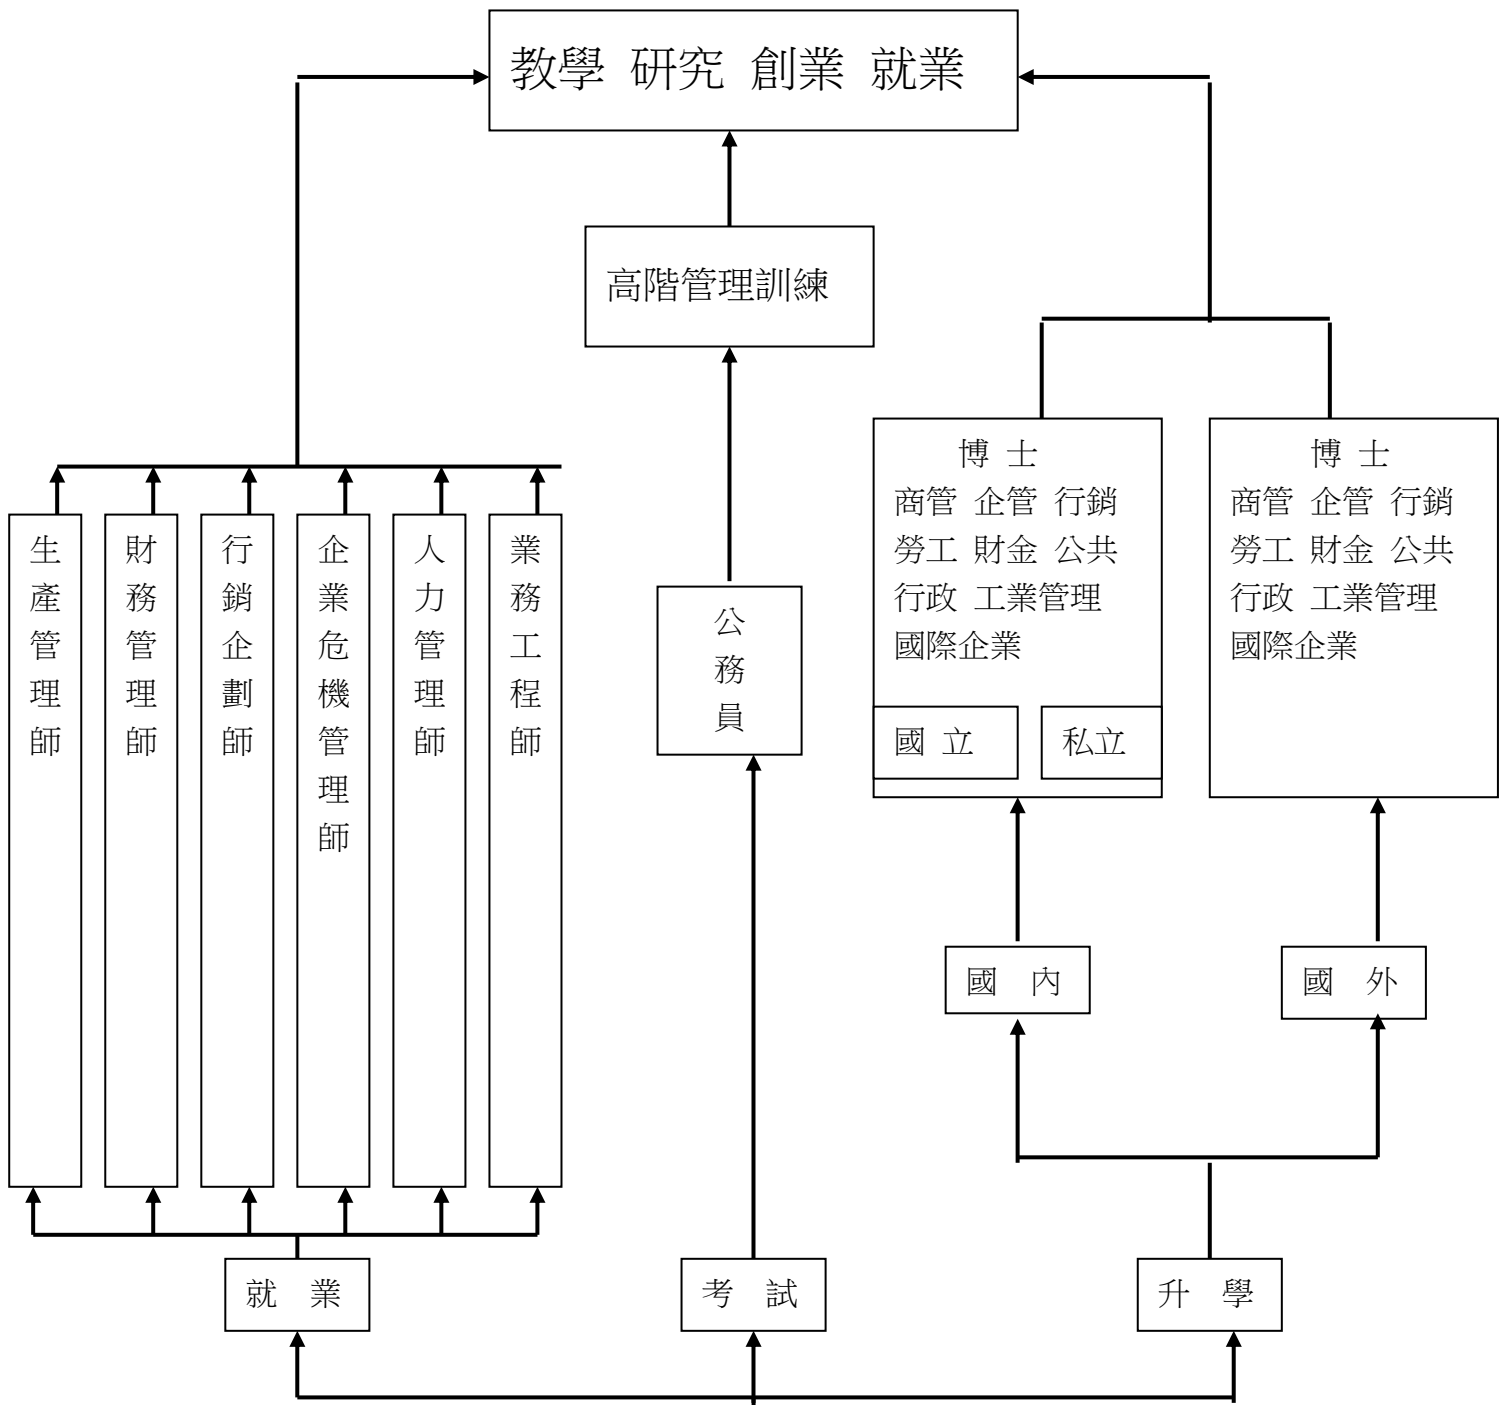 教學 研究 創業 就業
高階管理訓練
博 士
商管 企管 行銷
勞工 財金 公共
行政 工業管理
國際企業
國 立
私立
博 士
商管 企管 行銷
勞工 財金 公共
行政 工業管理
國際企業
生產管理師
財務管理師
行銷企劃師
企業危機管理師
人力管理師
業務工程師
公務員
國 內
國 外
就 業
考 試
升 學